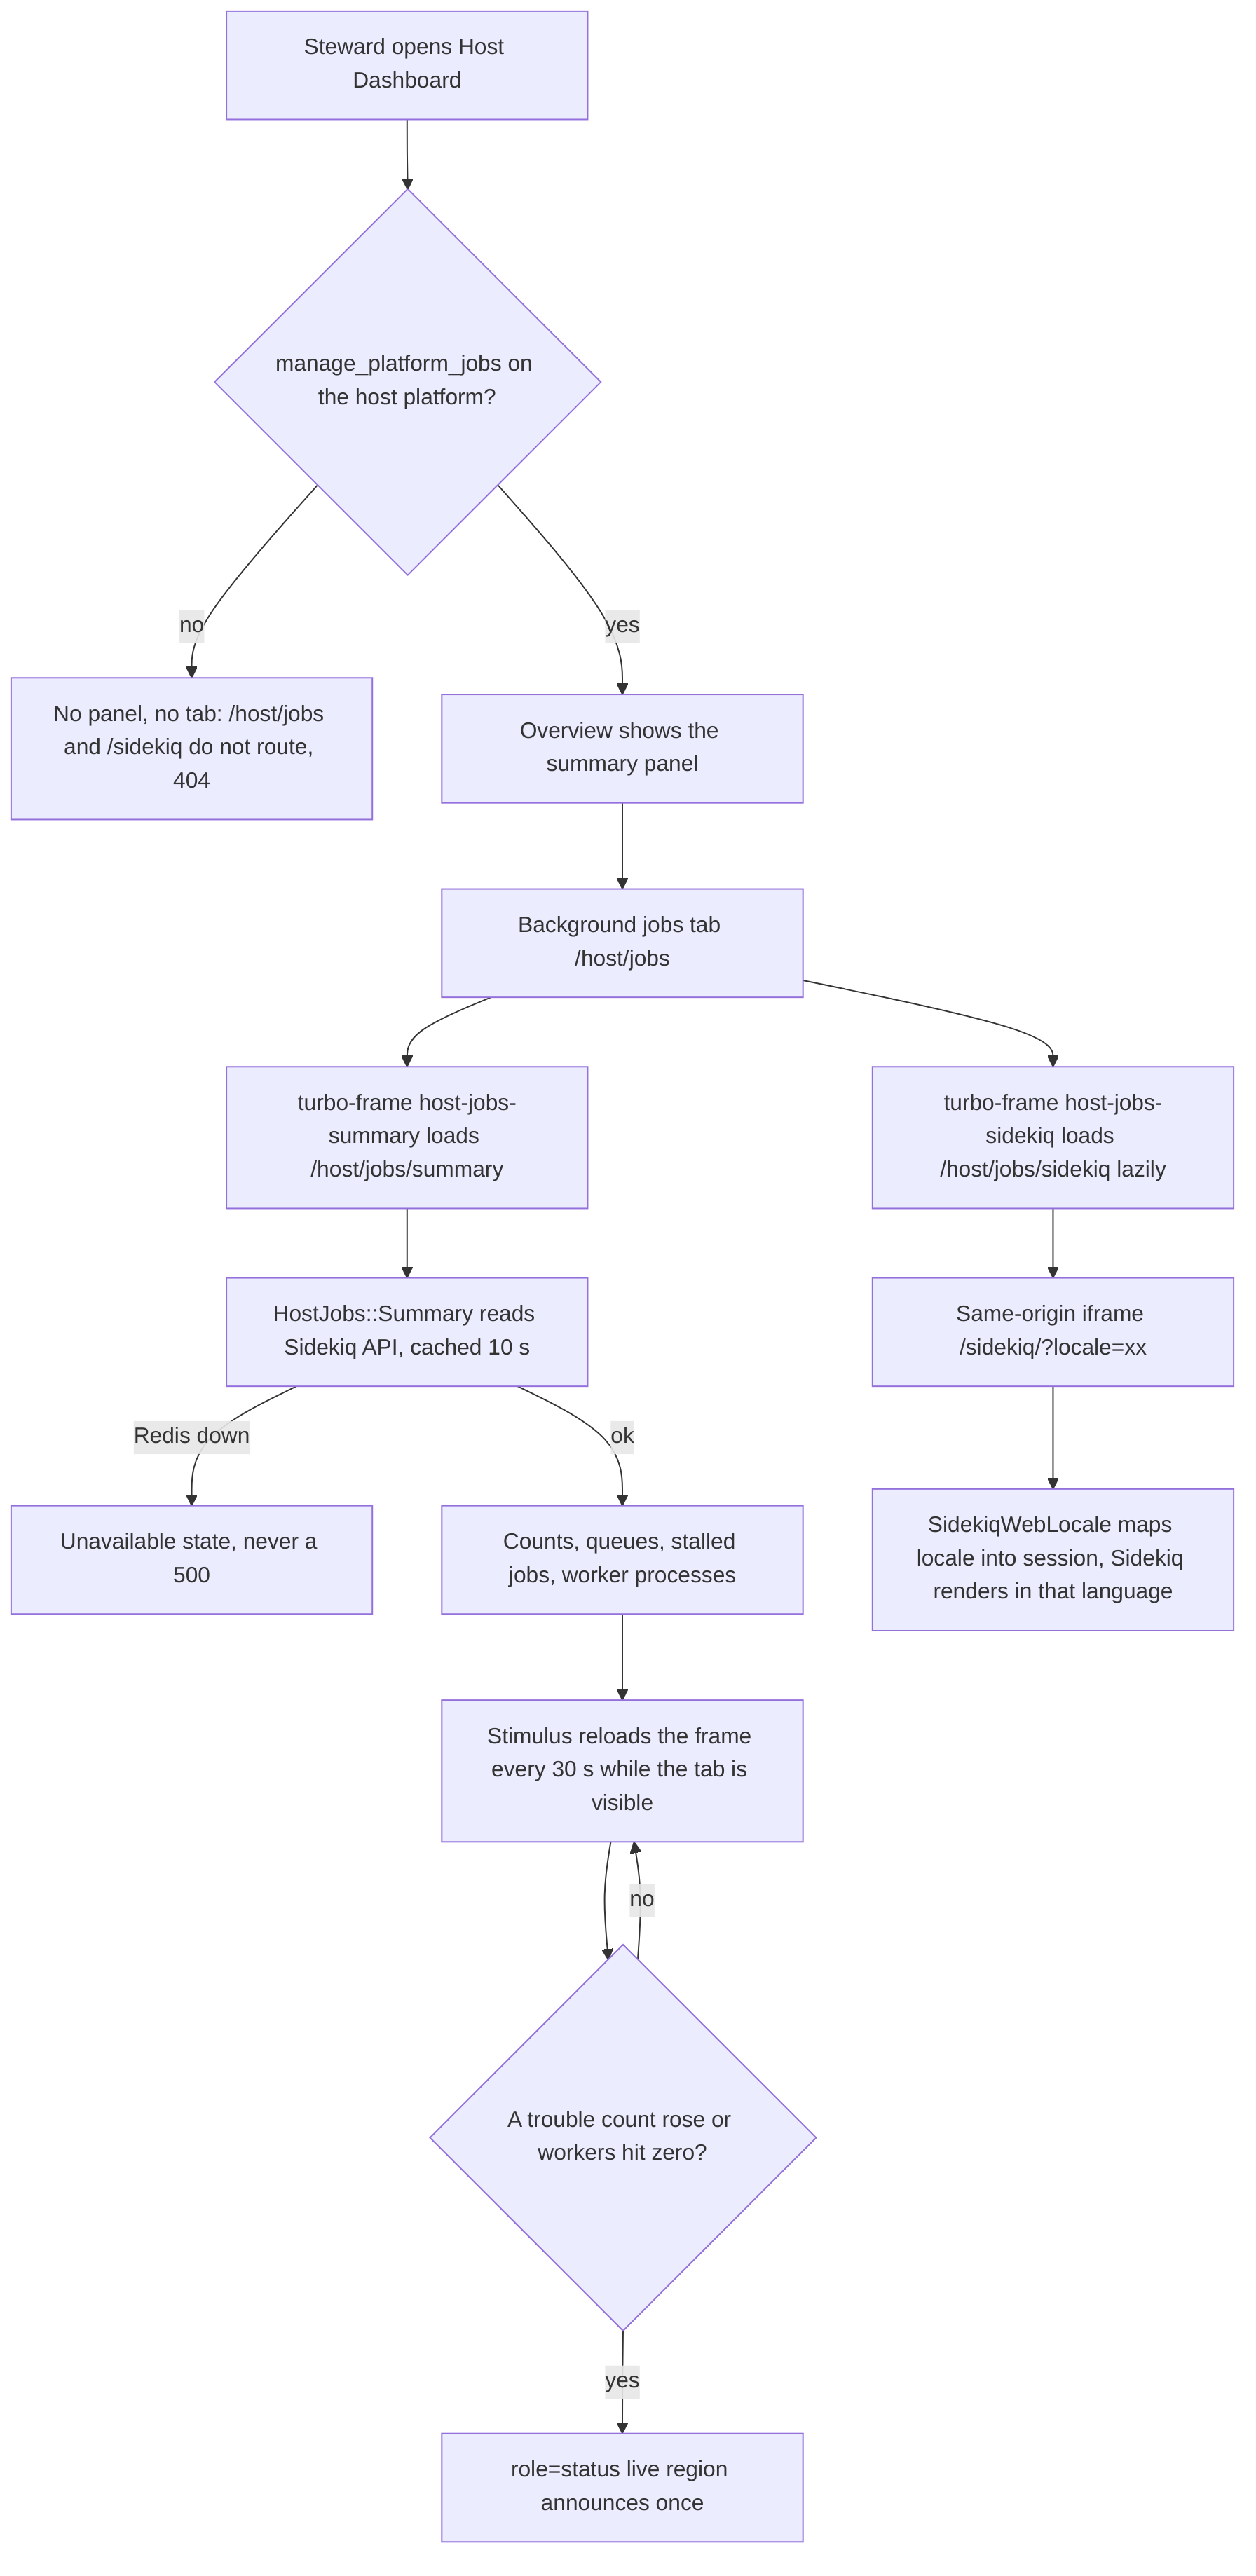 Steward opens Host
Dashboard
manage_platform_jobs on
the host platform?
no
yes
No panel, no tab: /host/jobs
and /sidekiq do not route,
404
Overview shows the
summary panel
Background jobs tab
/host/jobs
turbo-frame host-jobs-
summary loads
/host/jobs/summary
turbo-frame host-jobs-
sidekiq loads
/host/jobs/sidekiq lazily
HostJobs::Summary reads
Sidekiq API, cached 10 s
Same-origin iframe
/sidekiq/?locale=xx
Redis down
ok
Unavailable state, never a
500
Counts, queues, stalled
jobs, worker processes
SidekiqWebLocale maps
locale into session, Sidekiq
renders in that language
Stimulus reloads the frame
every 30 s while the tab is
visible
no
A trouble count rose or
workers hit zero?
yes
role=status live region
announces once